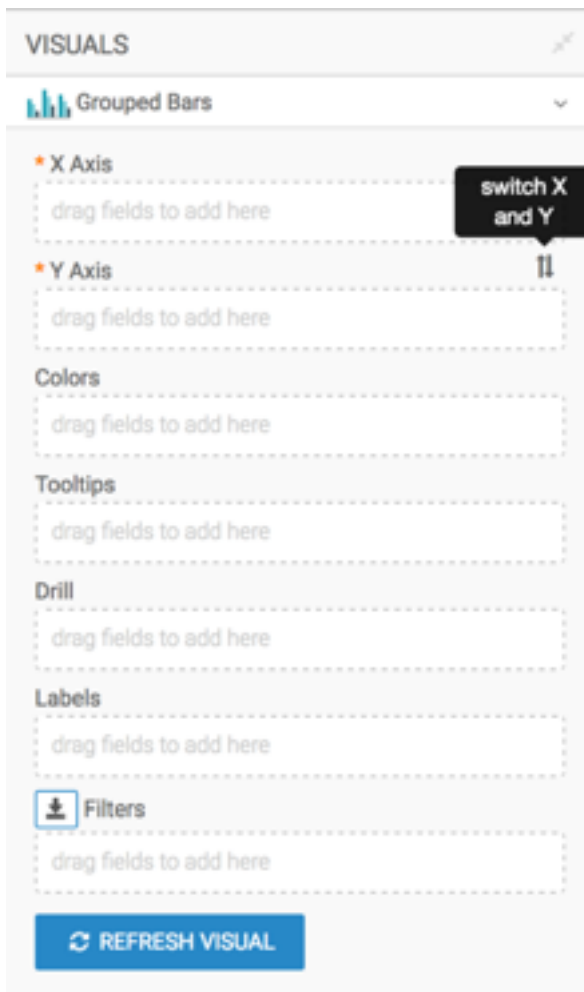 VISUALS
Grouped Bars
* X Axis
drag fields to add here
switch X
and Y
* Y Axis
drag fields to add here
Colors
drag fields to add here
Tooltips
drag fields to add here
Drill
drag fields to add here
Labels
drag fields to add here
Filters
drag fields to add here
REFRESH VISUAL